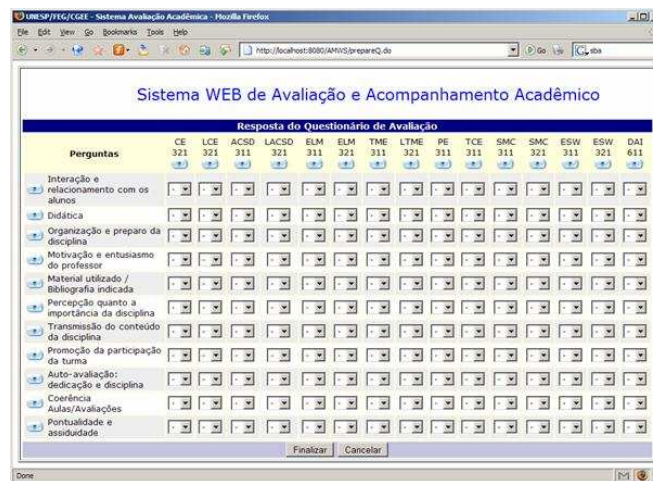 UNESP/FEG/CGEE - Sistema Avaliação Acadêmica - Mozilla Firefox
File Edit View Go Bookmarks Tools Help
http://localhost:8080/AMWS/prepareQ.do Go sba
Sistema WEB de Avaliação e Acompanhamento Acadêmico
Resposta do Questionário de Avaliação
Perguntas
CE 321
LCE 321
ACSD 311
LACSD 321
ELM 311
ELM 321
TME 311
LTME 321
PE 311
TCE 311
SMC 311
SMC 321
ESW 311
ESW 321
DAI 611
Interação e
relacionamento com os
alunos
Didática
Organização e preparo da
disciplina
Motivação e entusiasmo
do professor
Material utilizado /
Bibliografia indicada
Percepção quanto a
importância da disciplina
Transmissão do conteúdo
da disciplina
Promoção da participação
da turma
Auto-avaliação:
dedicação e disciplina
Coerência
Aulas/Avaliações
Pontualidade e
assiduidade
Finalizar Cancelar
Done